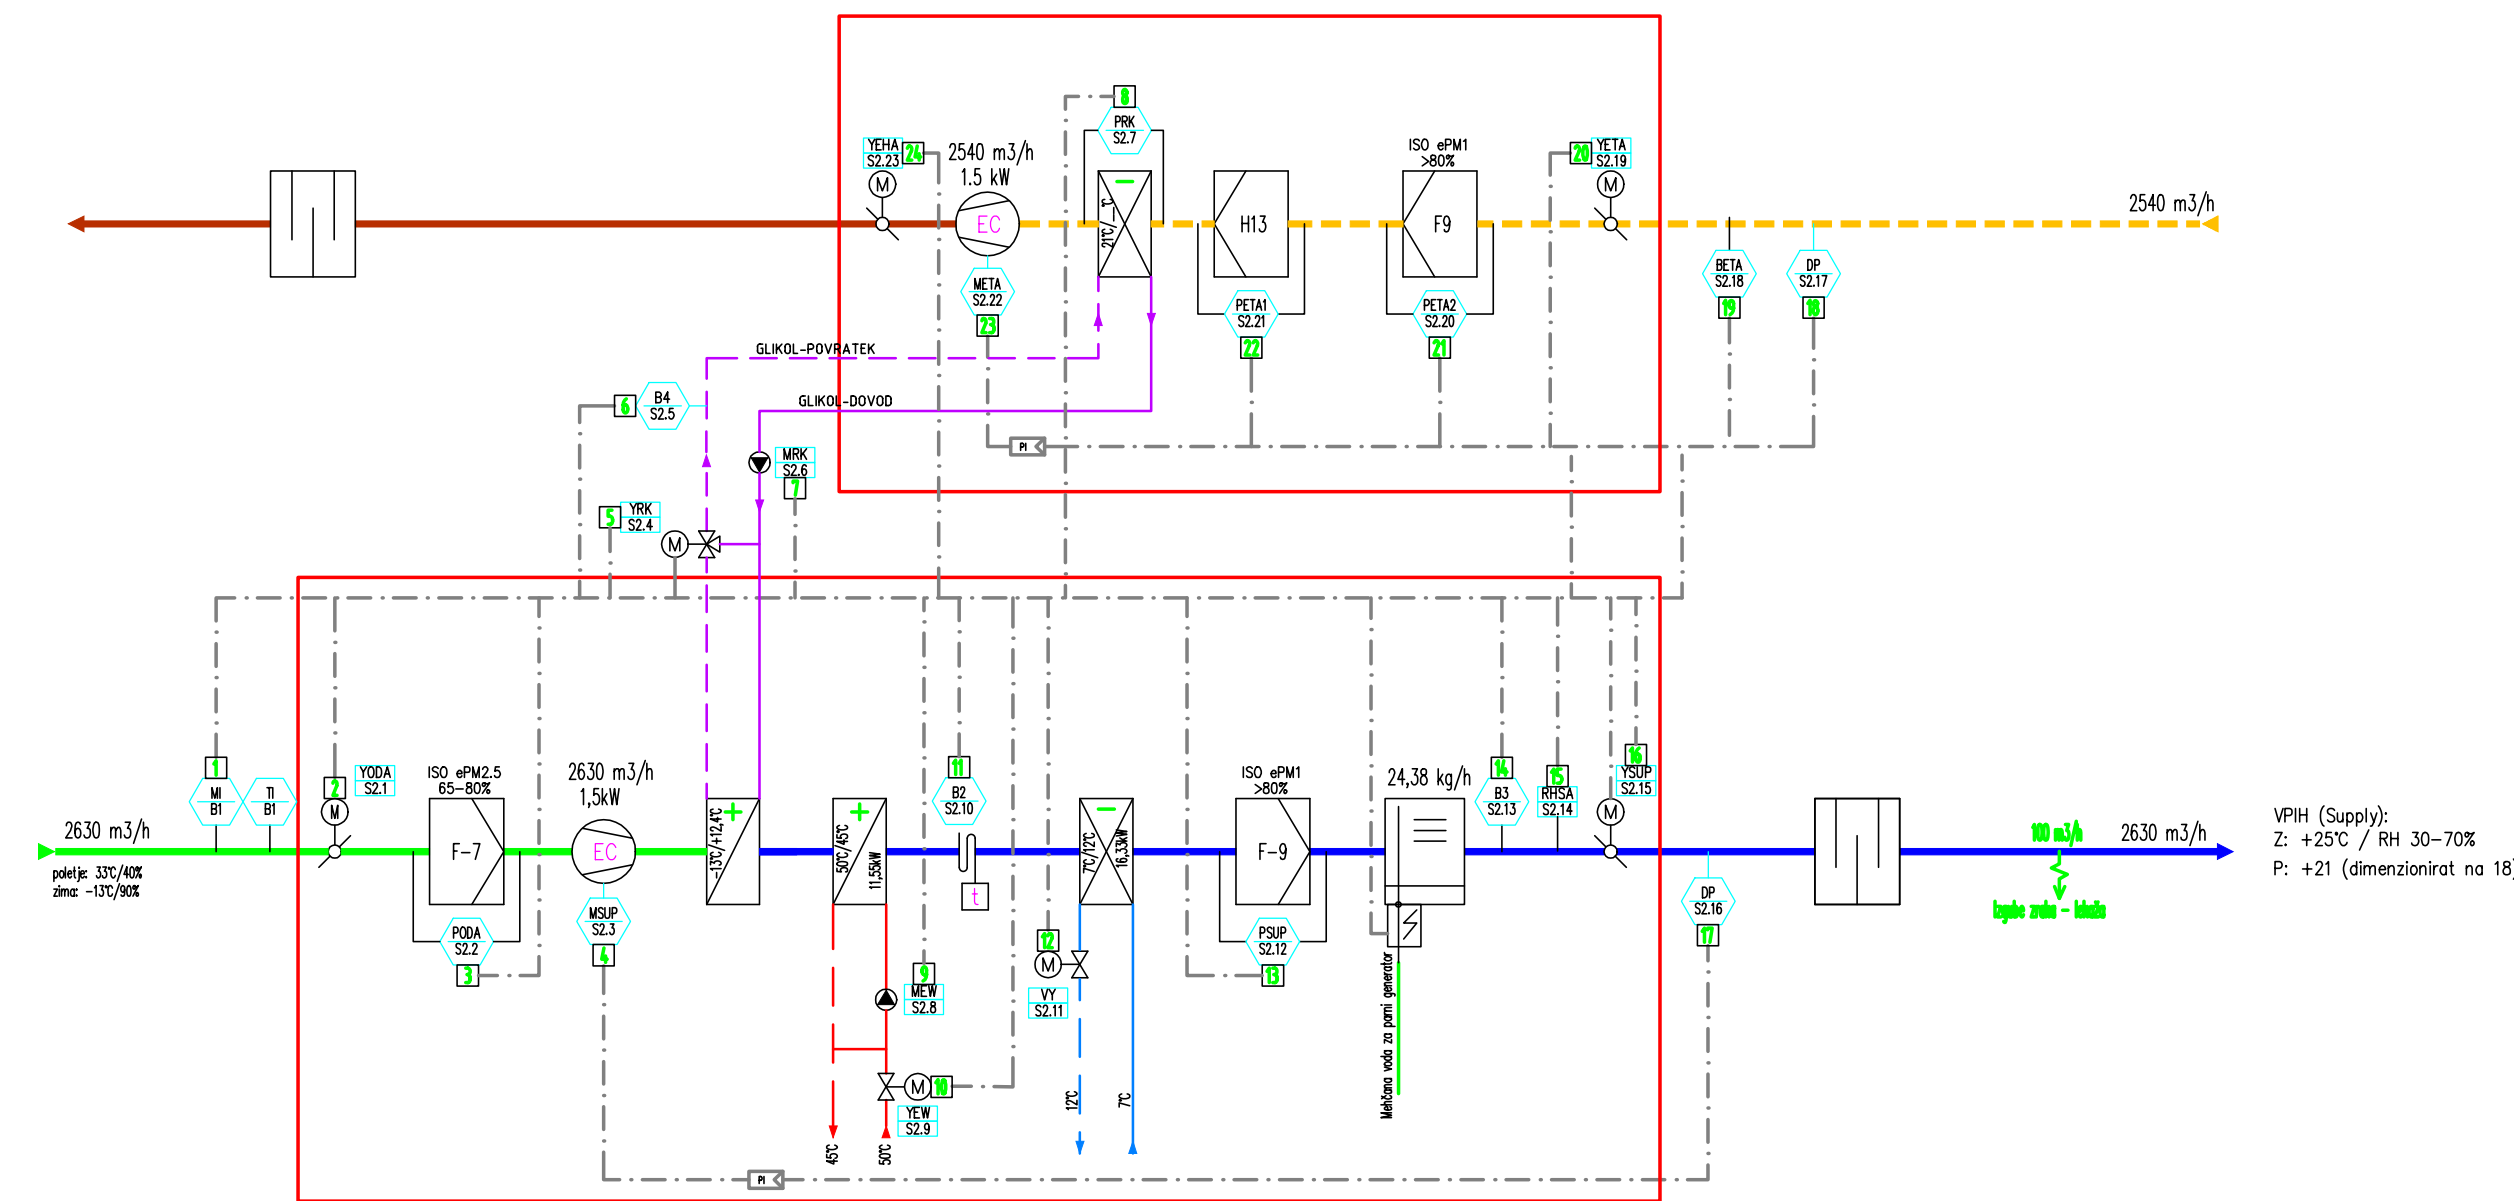 8
PRK
S2.7
YEHA
S2.23
24
M
2540 m3/h
1.5 kW
EC
META
S2.22
23
21°C/—°C
H13
PETA1
S2.21
22
ISO ePM1
>80%
F9
PETA2
S2.20
21
20
YETA
S2.19
M
BETA
S2.18
19
DP
S2.17
18
2540 m3/h
GLIKOL-POVRATEK
GLIKOL-DOVOD
PI
6
B4
S2.5
MRK
S2.6
7
5
YRK
S2.4
M
2630 m3/h
poletje: 33°C/40%
zima: -13°C/90%
1
MI
B1
TI
B1
2
M
YODA
S2.1
ISO ePM2.5
65-80%
F-7
PODA
S2.2
3
2630 m3/h
1,5kW
EC
MSUP
S2.3
4
-13°C/+12,4°C
50°C/45°C
11,55kW
9
MEW
S2.8
M
10
YEW
S2.9
45°C
50°C
11
B2
S2.10
t
12
M
VY
S2.11
7°C/12°C
16,33kW
12°C
7°C
ISO ePM1
>80%
F-9
PSUP
S2.12
13
24,38 kg/h
Mehčana voda za parni generator
14
B3
S2.13
15
RHSA
S2.14
16
YSUP
S2.15
M
DP
S2.16
17
PI
100 m3/h
Izgube zraka - lokacija
2630 m3/h
VPIH (Supply):
Z: +25°C / RH 30-70%
P: +21 (dimenzionirat na 18)